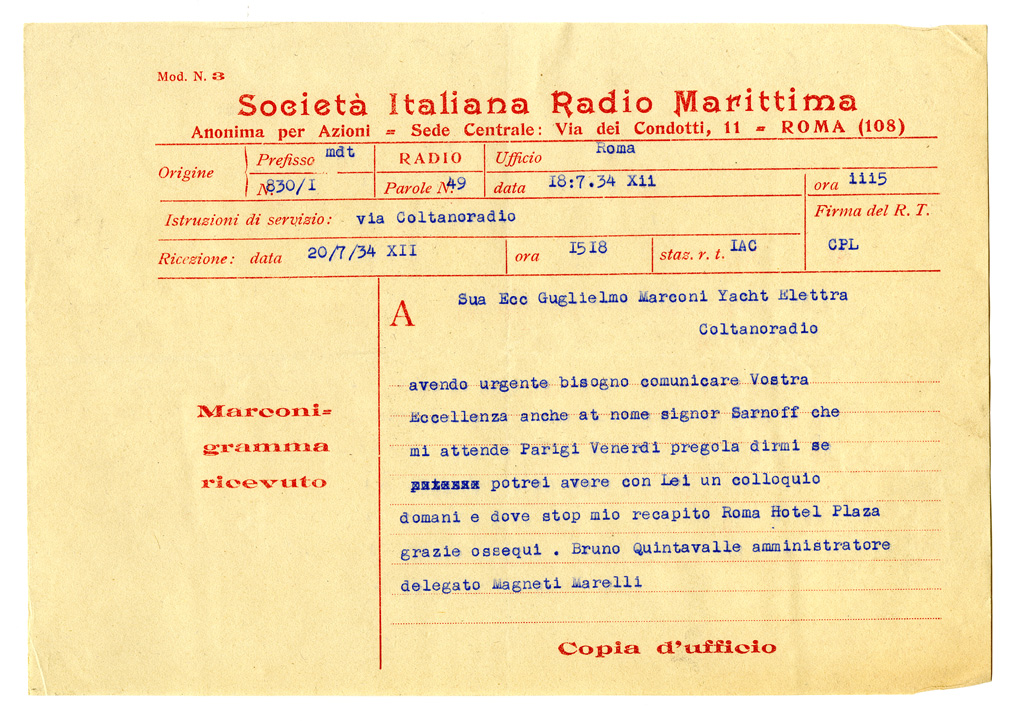 Mod. N. 3
Società Italiana Radio Marittima
Anonima per Azioni = Sede Centrale: Via dei Condotti, 11 = ROMA (108)
Origine Prefisso mdt RADIO Ufficio Roma
N. 830/I Parole N. 49 data 18:7.34 XII ora 1115
Istruzioni di servizio: via Coltanoradio Firma del R. T.
Ricezione: data 20/7/34 XII ora 1518 staz. r. t. IAC CPL
A Sua Ecc Guglielmo Marconi Yacht Elettra
Coltanoradio
avendo urgente bisogno comunicare Vostra
Eccellenza anche at nome signor Sarnoff che
mi attende Parigi Venerdi pregola dirmi se
potrei avere con Lei un colloquio
domani e dove stop mio recapito Roma Hotel Plaza
grazie ossequi . Bruno Quintavalle amministratore
delegato Magneti Marelli
Marconi=
gramma
ricevuto
Copia d'ufficio